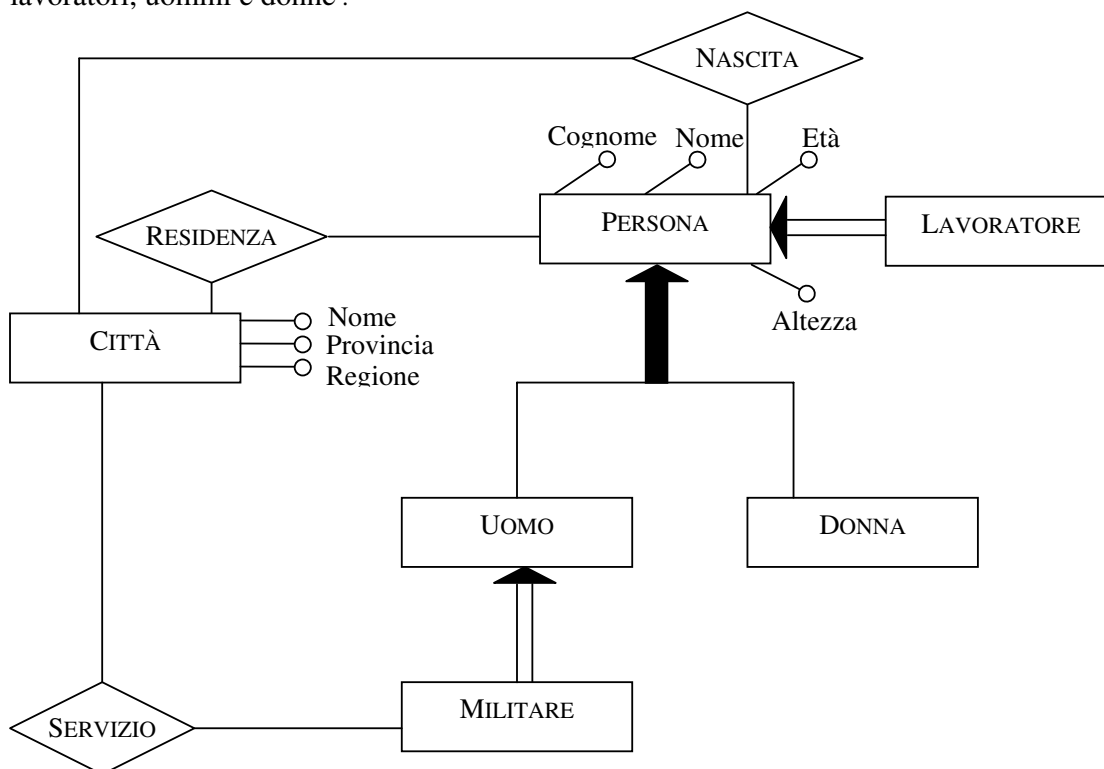 lavoratori, uomini e donne?
NASCITA
Cognome
Nome
Età
PERSONA
LAVORATORE
RESIDENZA
Altezza
CITTÀ
Nome
Provincia
Regione
UOMO
DONNA
MILITARE
SERVIZIO